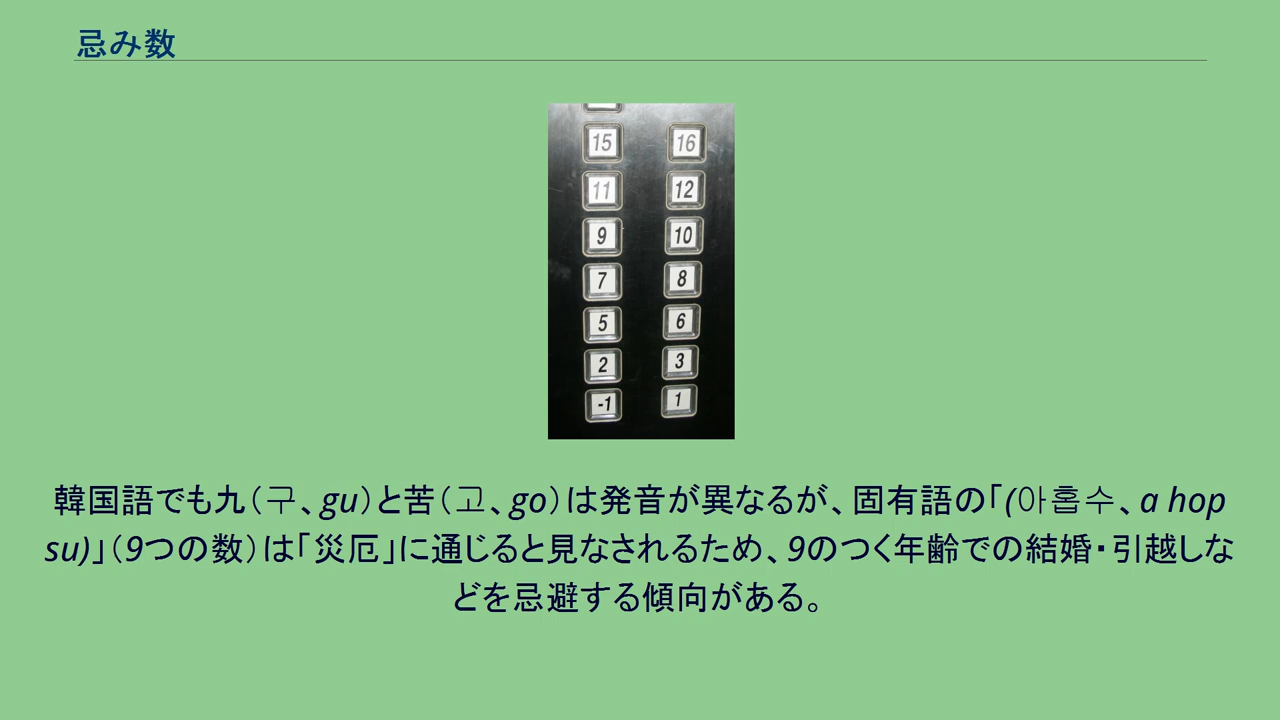 忌み数
15 16
11 12
9 10
7 8
5 6
2 3
-1 1
韓国語でも九（구、gu）と苦（고、go）は発音が異なるが、固有語の「(아홉수、a hop
su)」（9つの数）は「災厄」に通じると見なされるため、9のつく年齢での結婚・引越しな
どを忌避する傾向がある。